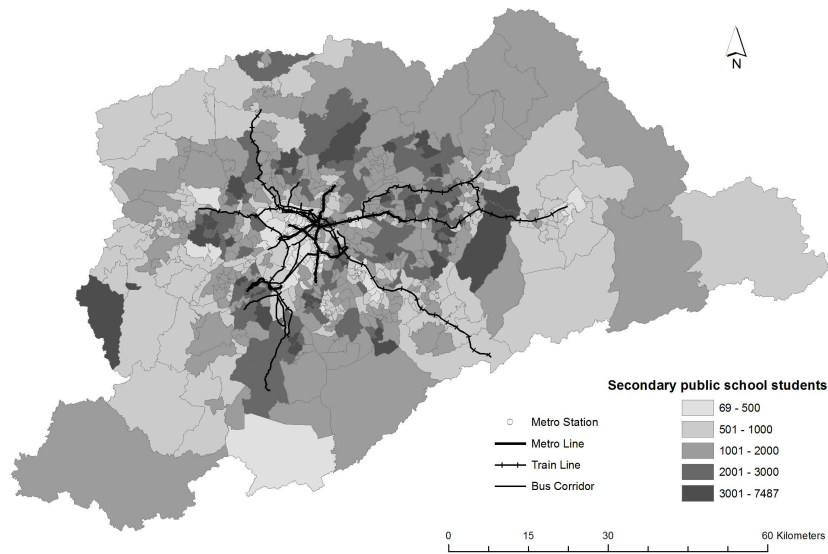 N
Secondary public school students
69 - 500
501 - 1000
1001 - 2000
2001 - 3000
3001 - 7487
Metro Station
Metro Line
Train Line
Bus Corridor
0 15 30 60 Kilometers